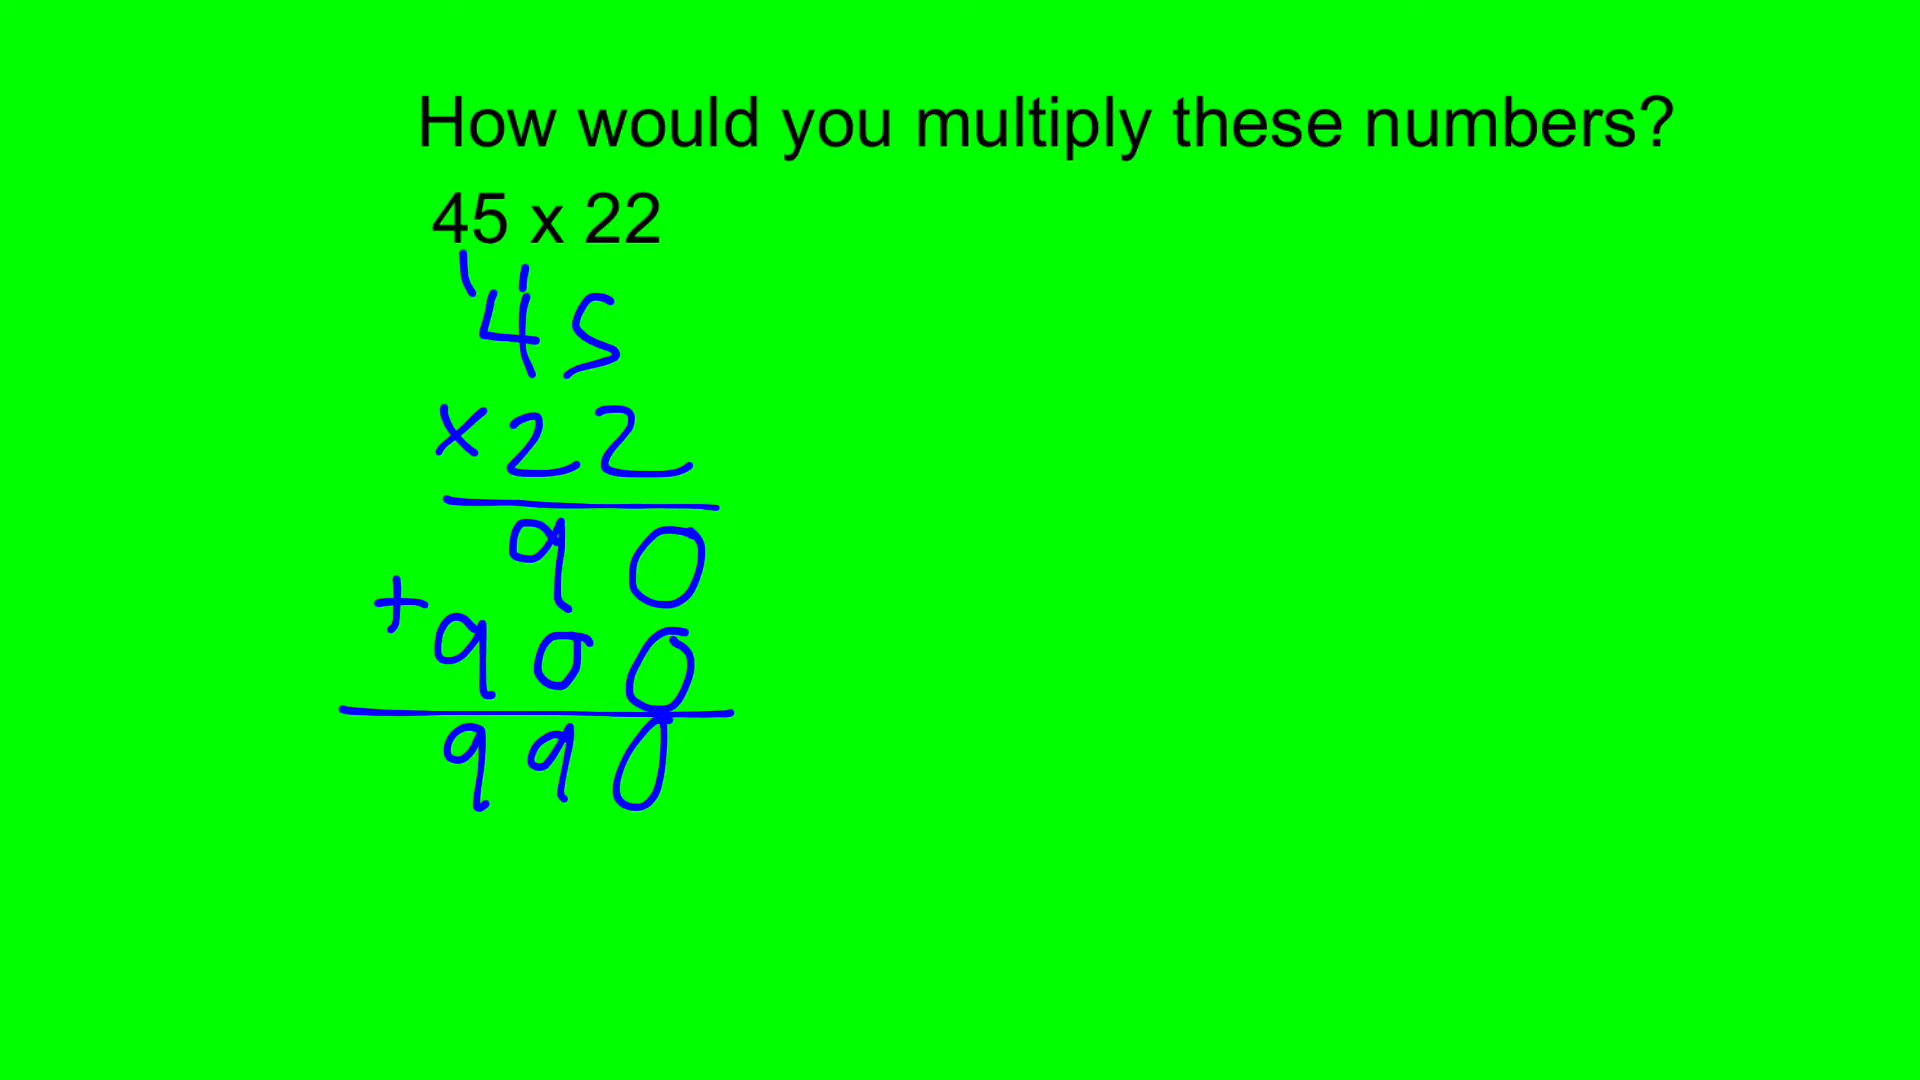 How would you multiply these numbers?
45 x 22
1 1
45
x22
90
+900
990